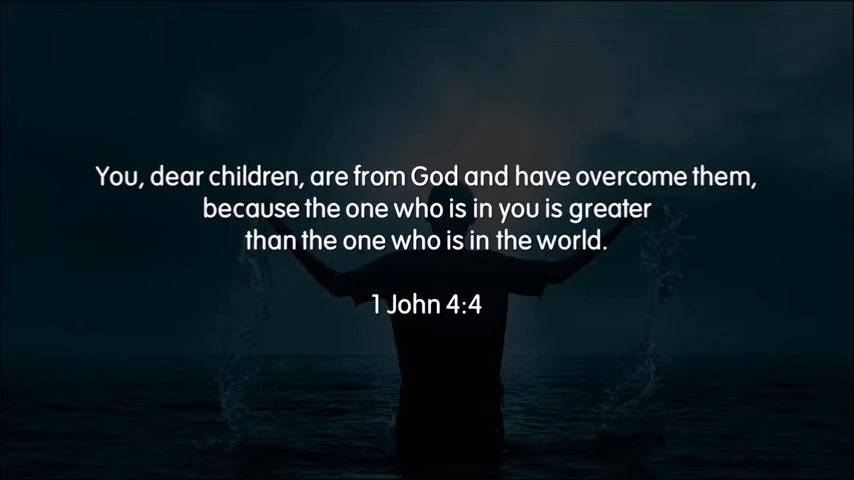 You, dear children, are from God and have overcome them,
because the one who is in you is greater
than the one who is in the world.
1 John 4:4